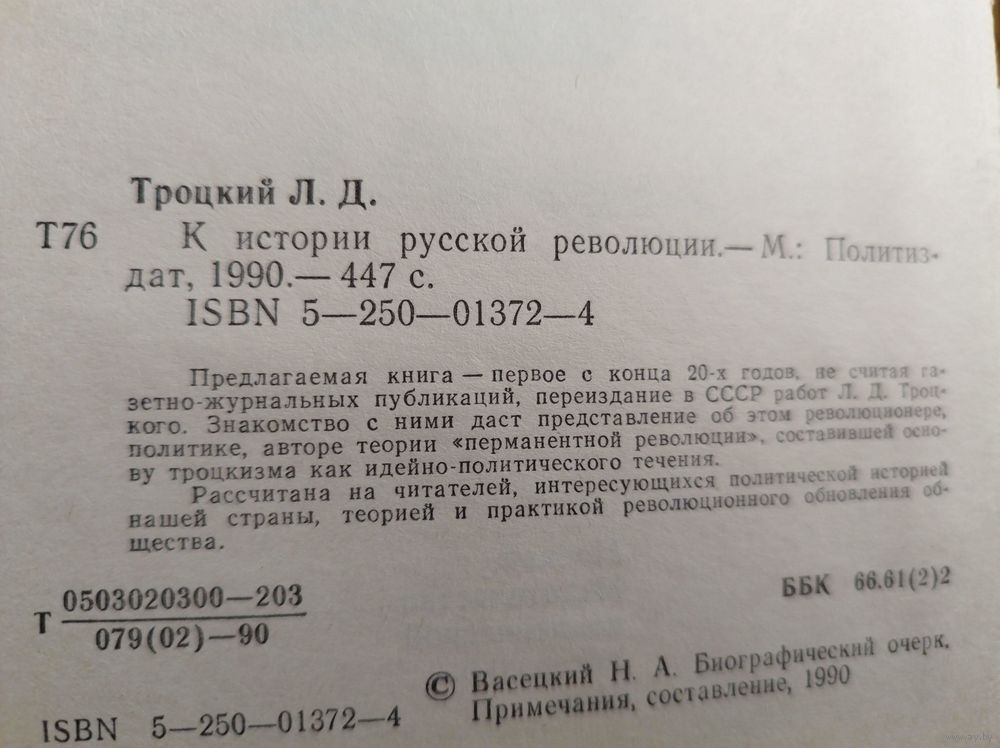 Троцкий Л. Д.
Т76 К истории русской революции.— М.: Политиз-
дат, 1990.— 447 с.
ISBN 5—250—01372—4
Предлагаемая книга — первое с конца 20-х годов, не считая га-
зетно-журнальных публикаций, переиздание в СССР работ Л. Д. Троц-
кого. Знакомство с ними даст представление об этом революционере,
политике, авторе теории «перманентной революции», составившей осно-
ву троцкизма как идейно-политического течения.
Рассчитана на читателей, интересующихся политической историей
нашей страны, теорией и практикой революционного обновления об-
щества.
Т 0503020300—203
079(02)—90
ББК 66.61(2)2
© Васецкий Н. А. Биографический очерк.
Примечания, составление, 1990
ISBN 5—250—01372—4
www.ay.by